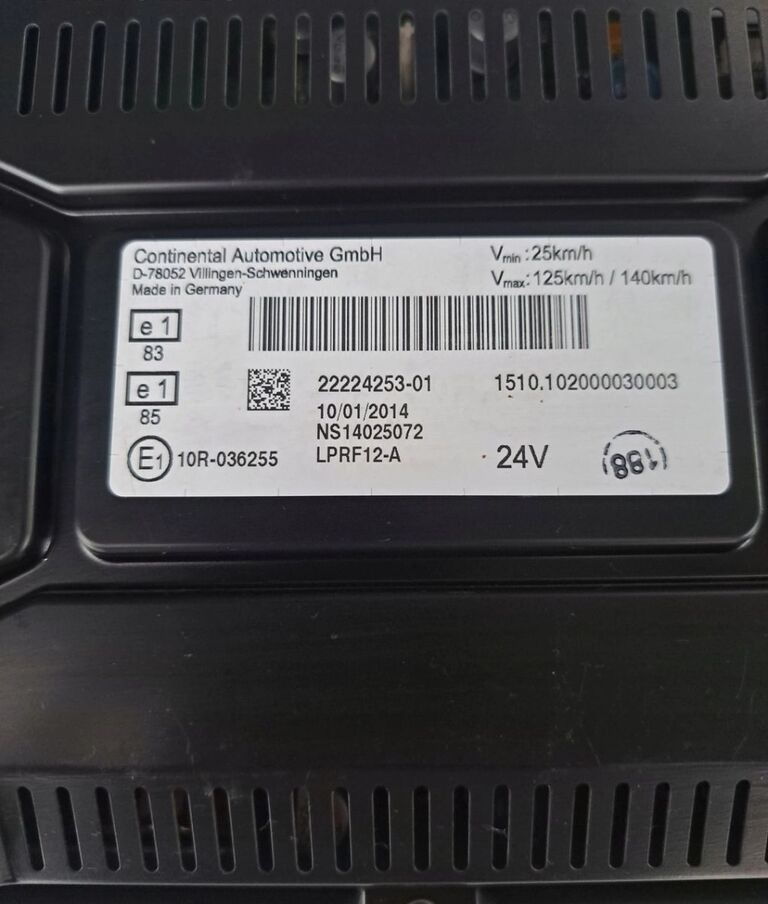 Continental Automotive GmbH
D-78052 Villingen-Schwenningen
Made in Germany
Vmin : 25km/h
Vmax: 125km/h / 140km/h
e 1
83
e 1
85
E1 10R-036255
22224253-01
10/01/2014
NS14025072
LPRF12-A
1510.102000030003
24V
188